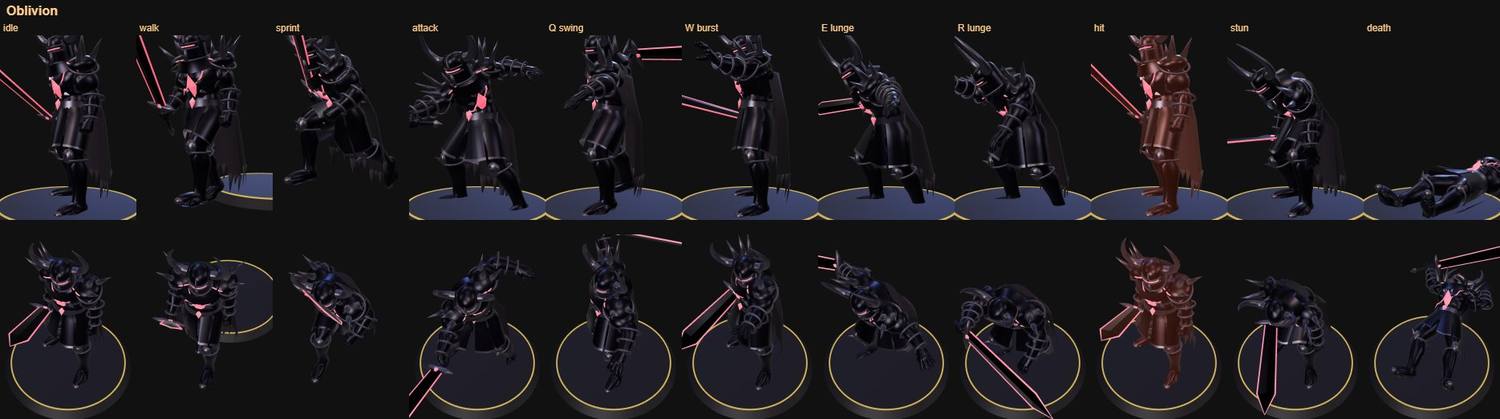 Oblivion
idle
walk
sprint
attack
Q swing
W burst
E lunge
R lunge
hit
stun
death